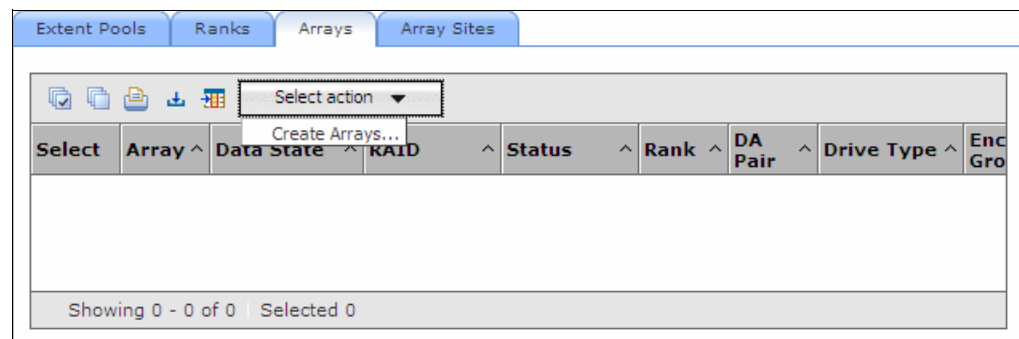 Extent Pools Ranks Arrays Array Sites
Select action
Create Arrays...
Select Array Data State RAID Status Rank DA Pair Drive Type Enc Gro
Showing 0 - 0 of 0 Selected 0